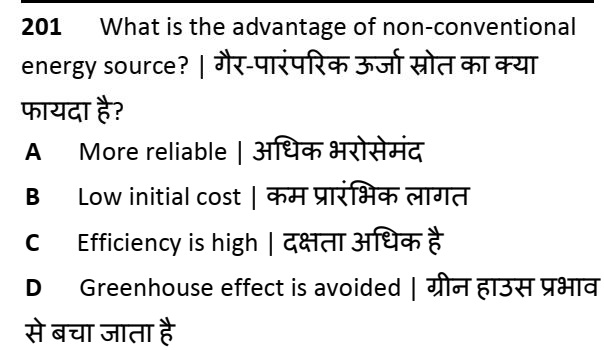 201 What is the advantage of non-conventional
energy source? | गैर-पारंपरिक ऊर्जा स्रोत का क्या
फायदा है?
A More reliable | अधिक भरोसेमंद
B Low initial cost | कम प्रारंभिक लागत
C Efficiency is high | दक्षता अधिक है
D Greenhouse effect is avoided | ग्रीन हाउस प्रभाव
से बचा जाता है